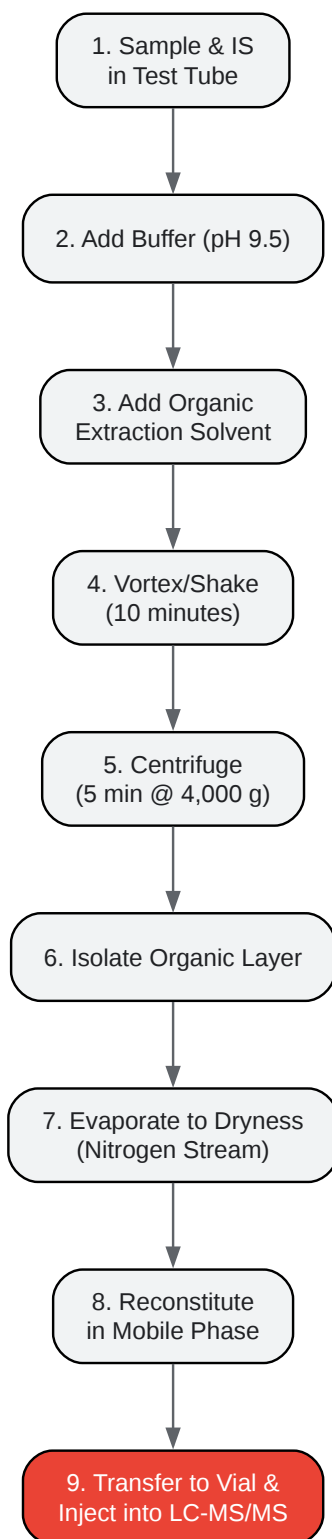 1. Sample & IS
in Test Tube
2. Add Buffer (pH 9.5)
3. Add Organic
Extraction Solvent
4. Vortex/Shake
(10 minutes)
5. Centrifuge
(5 min @ 4,000 g)
6. Isolate Organic Layer
7. Evaporate to Dryness
(Nitrogen Stream)
8. Reconstitute
in Mobile Phase
9. Transfer to Vial &
Inject into LC-MS/MS